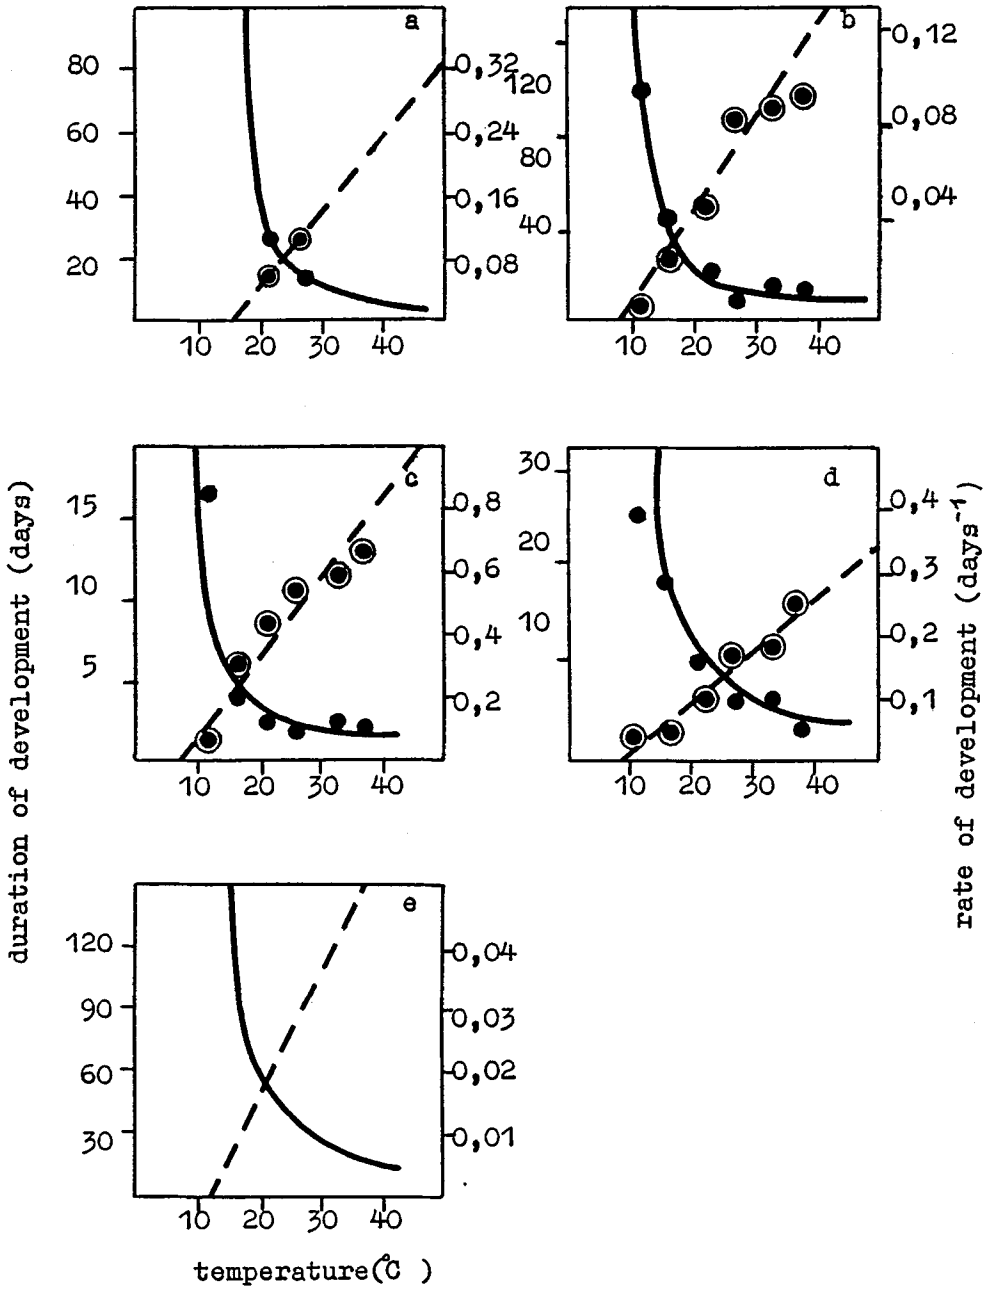 a
80
60
40
20
0,32
0,24
0,16
0,08
10 20 30 40
b
120
80
40
0,12
0,08
0,04
10 20 30 40
c
15
10
5
0,8
0,6
0,4
0,2
10 20 30 40
d
30
20
10
0,4
0,3
0,2
0,1
10 20 30 40
e
120
90
60
30
0,04
0,03
0,02
0,01
10 20 30 40
duration of development (days)
rate of development (days⁻¹)
temperature(°C )